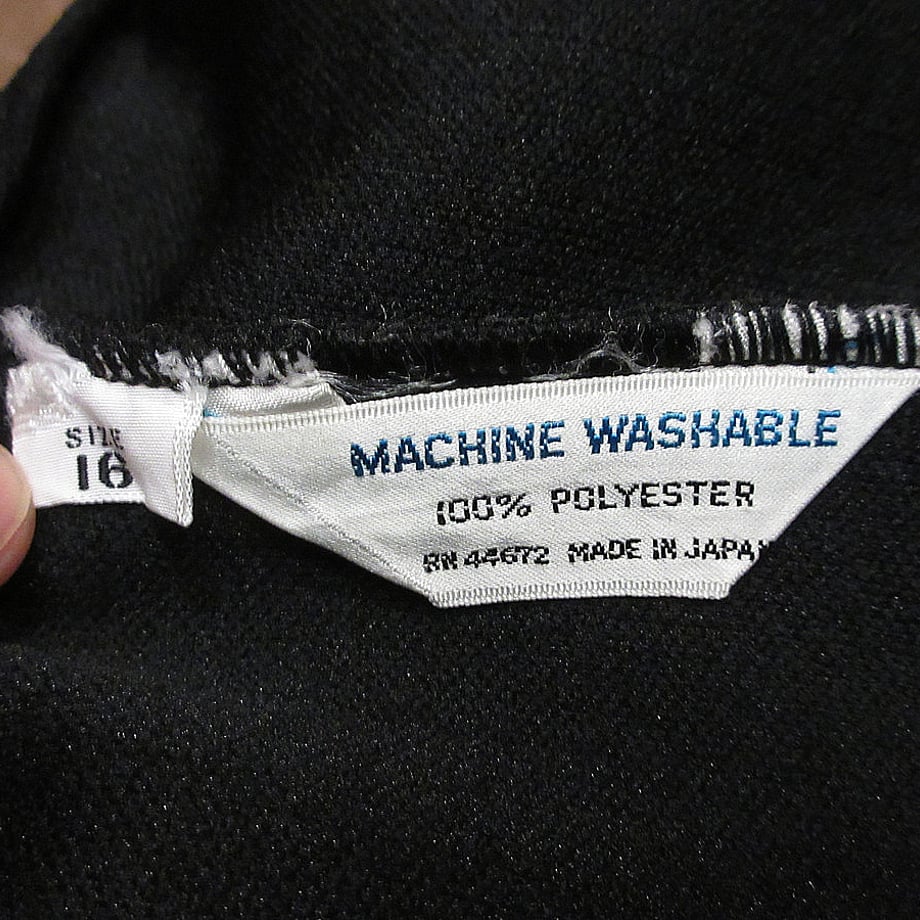 SIZE
16
MACHINE WASHABLE
100% POLYESTER
RN 44672 MADE IN JAPAN